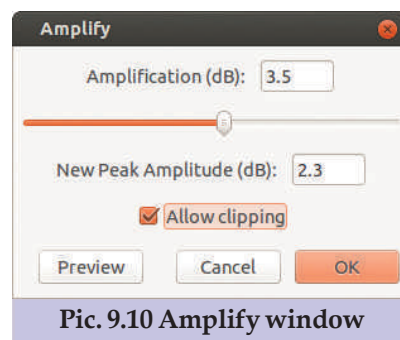 Amplify
Amplification (dB): 3.5
New Peak Amplitude (dB): 2.3
Allow clipping
Preview Cancel OK
Pic. 9.10 Amplify window